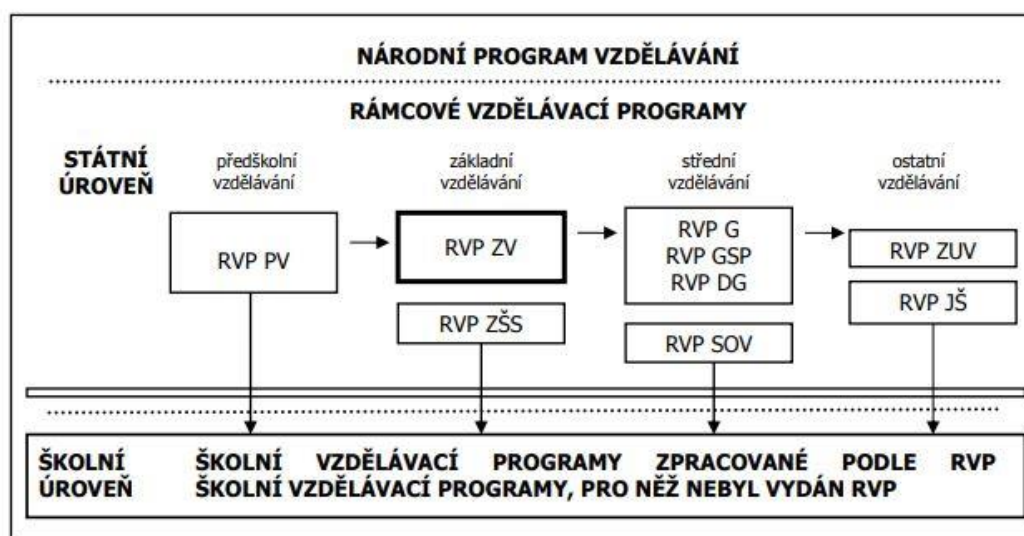 NÁRODNÍ PROGRAM VZDĚLÁVÁNÍ
RÁMCOVÉ VZDĚLÁVACÍ PROGRAMY
STÁTNÍ
ÚROVEŇ
předškolní
vzdělávání
základní
vzdělávání
střední
vzdělávání
ostatní
vzdělávání
RVP PV
RVP ZV
RVP ZŠS
RVP G
RVP GSP
RVP DG
RVP SOV
RVP ZUV
RVP JŠ
ŠKOLNÍ
ÚROVEŇ
ŠKOLNÍ VZDĚLÁVACÍ PROGRAMY ZPRACOVANÉ PODLE RVP
ŠKOLNÍ VZDĚLÁVACÍ PROGRAMY, PRO NĚŽ NEBYL VYDÁN RVP